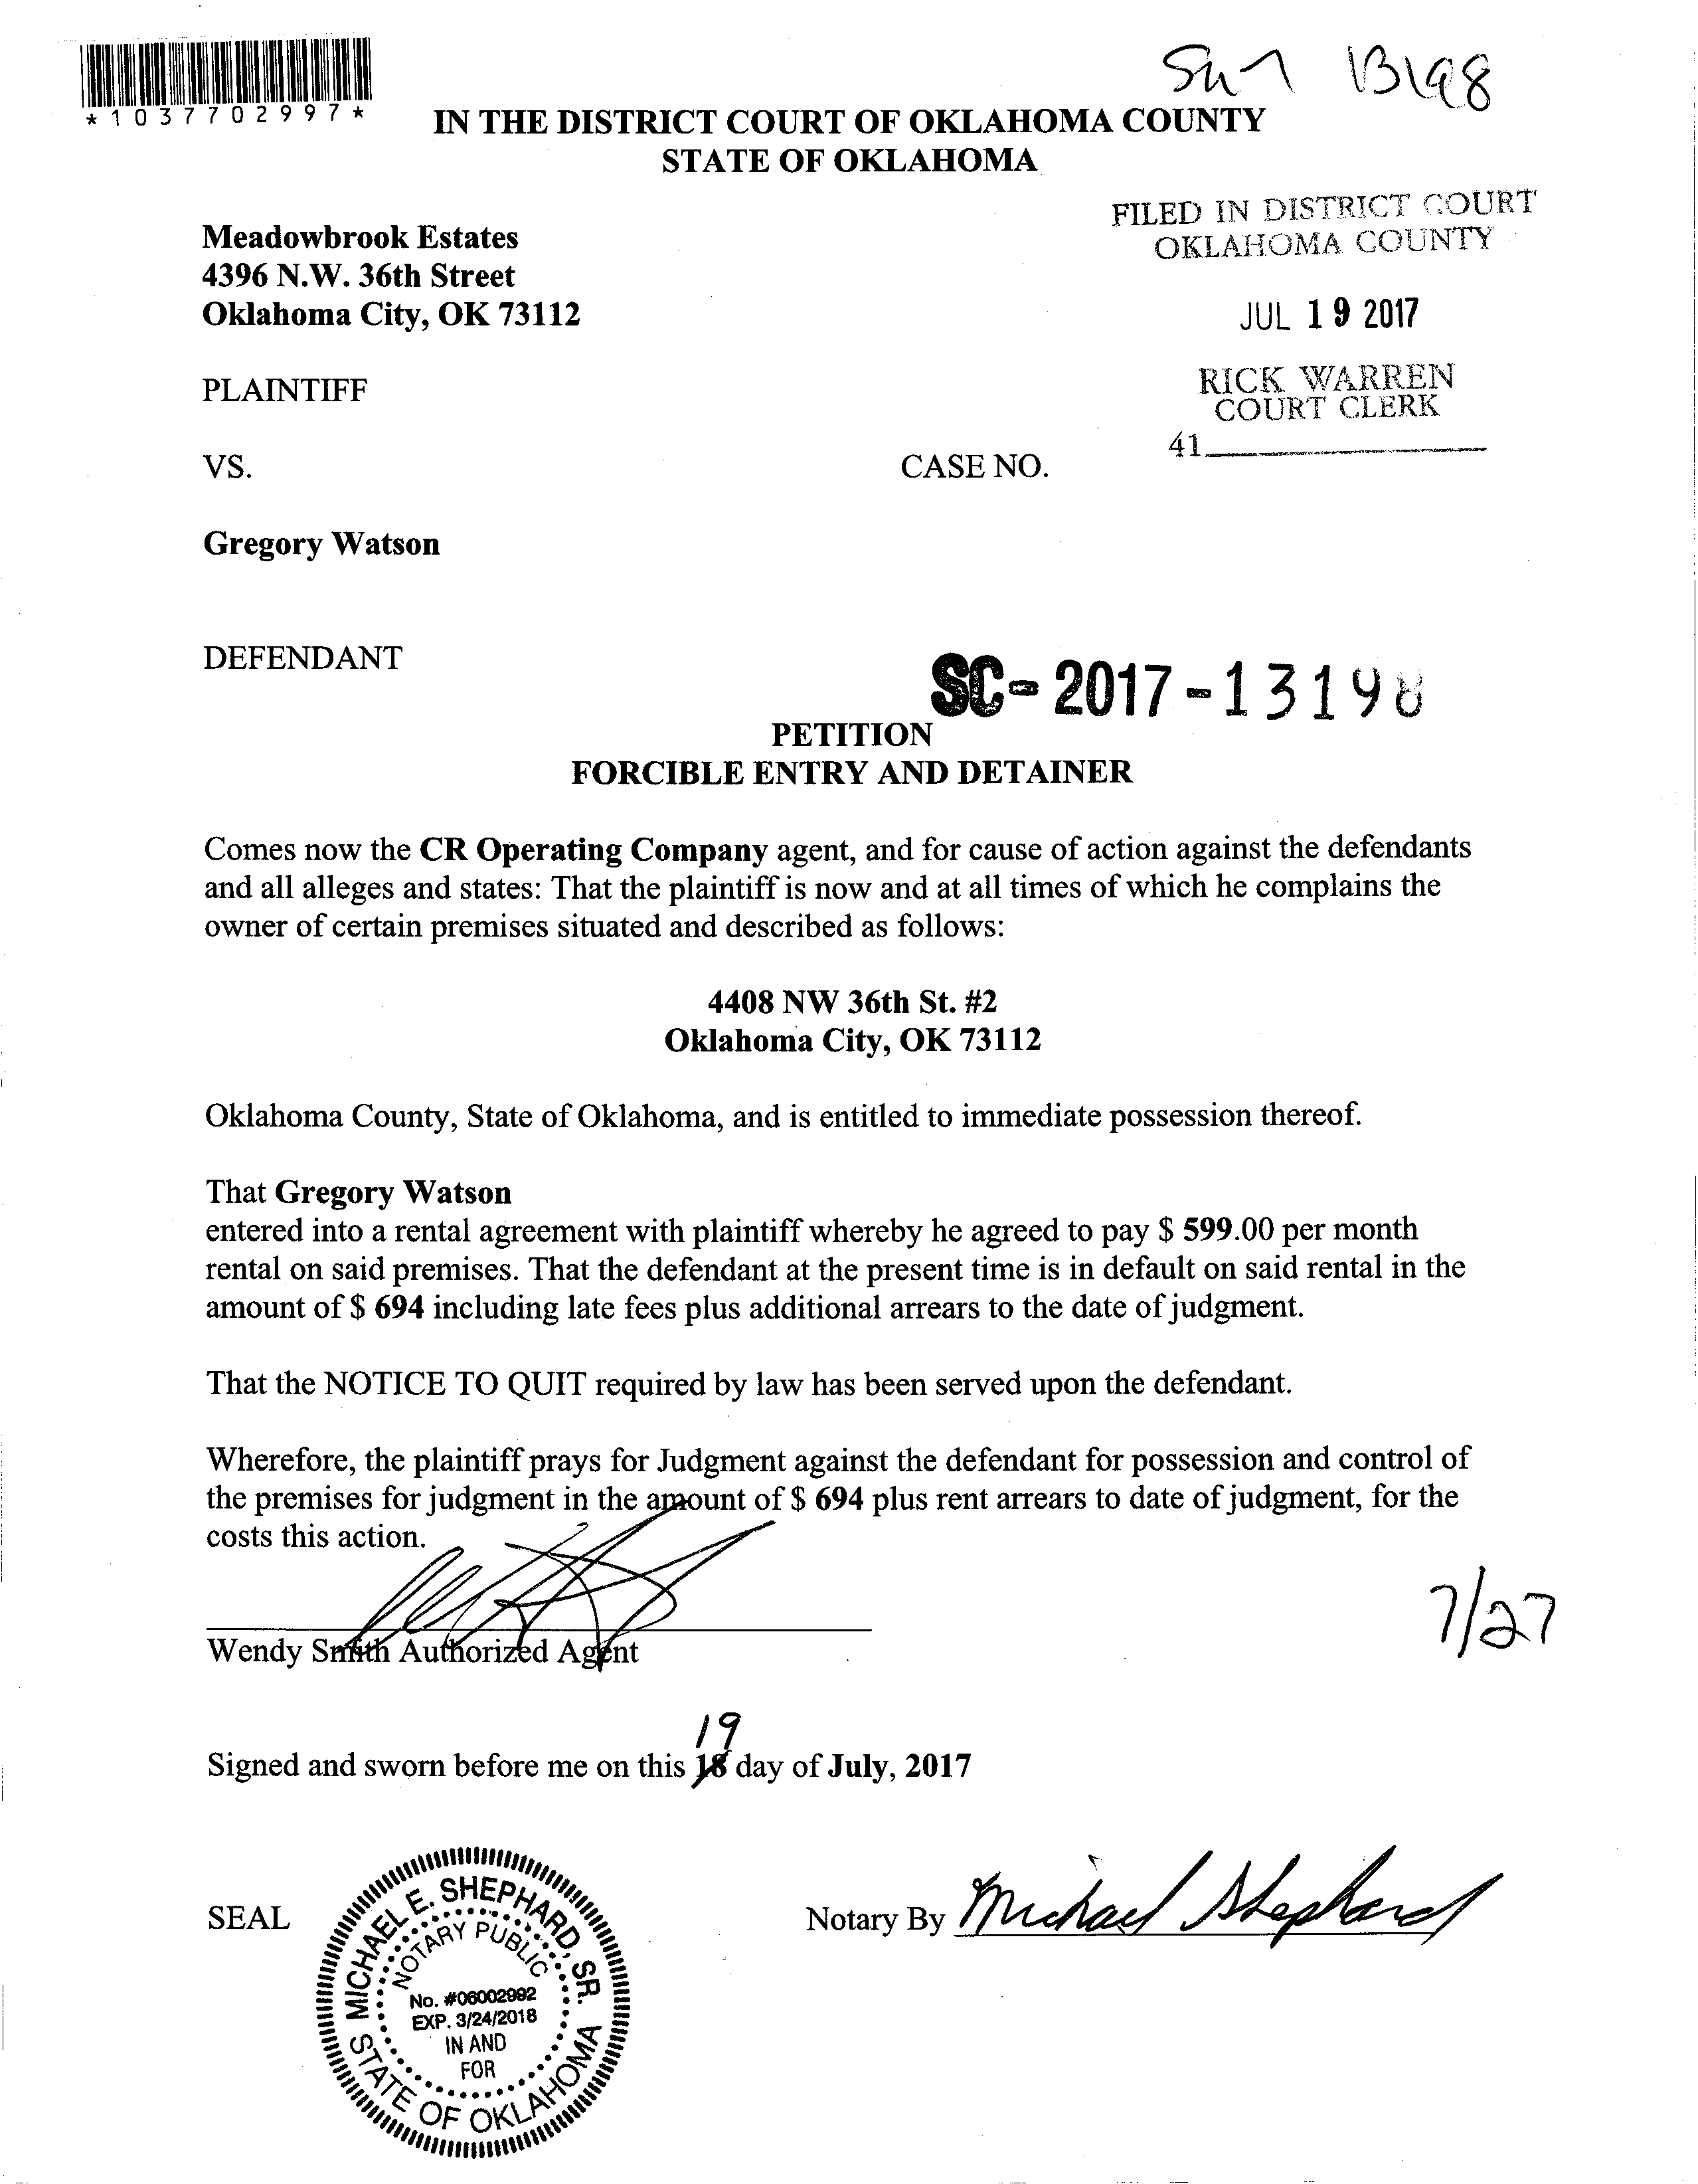 *1037702997*
13198
IN THE DISTRICT COURT OF OKLAHOMA COUNTY
STATE OF OKLAHOMA
FILED IN DISTRICT COURT
OKLAHOMA COUNTY
JUL 19 2017
RICK WARREN
COURT CLERK
41
Meadowbrook Estates
4396 N.W. 36th Street
Oklahoma City, OK 73112
PLAINTIFF
VS.
CASE NO.
Gregory Watson
DEFENDANT
SC-2017-13198
PETITION
FORCIBLE ENTRY AND DETAINER
Comes now the CR Operating Company agent, and for cause of action against the defendants
and all alleges and states: That the plaintiff is now and at all times of which he complains the
owner of certain premises situated and described as follows:
4408 NW 36th St. #2
Oklahoma City, OK 73112
Oklahoma County, State of Oklahoma, and is entitled to immediate possession thereof.
That Gregory Watson
entered into a rental agreement with plaintiff whereby he agreed to pay $ 599.00 per month
rental on said premises. That the defendant at the present time is in default on said rental in the
amount of $ 694 including late fees plus additional arrears to the date of judgment.
That the NOTICE TO QUIT required by law has been served upon the defendant.
Wherefore, the plaintiff prays for Judgment against the defendant for possession and control of
the premises for judgment in the amount of $ 694 plus rent arrears to date of judgment, for the
costs this action.
Wendy Smith Authorized Agent
7/27
19
Signed and sworn before me on this 18 day of July, 2017
SEAL
MICHAEL E. SHEPHARD, SR.
NOTARY PUBLIC
No. #06002992
EXP. 3/24/2018
IN AND
FOR
STATE OF OKLAHOMA
Notary By Michael Shephard